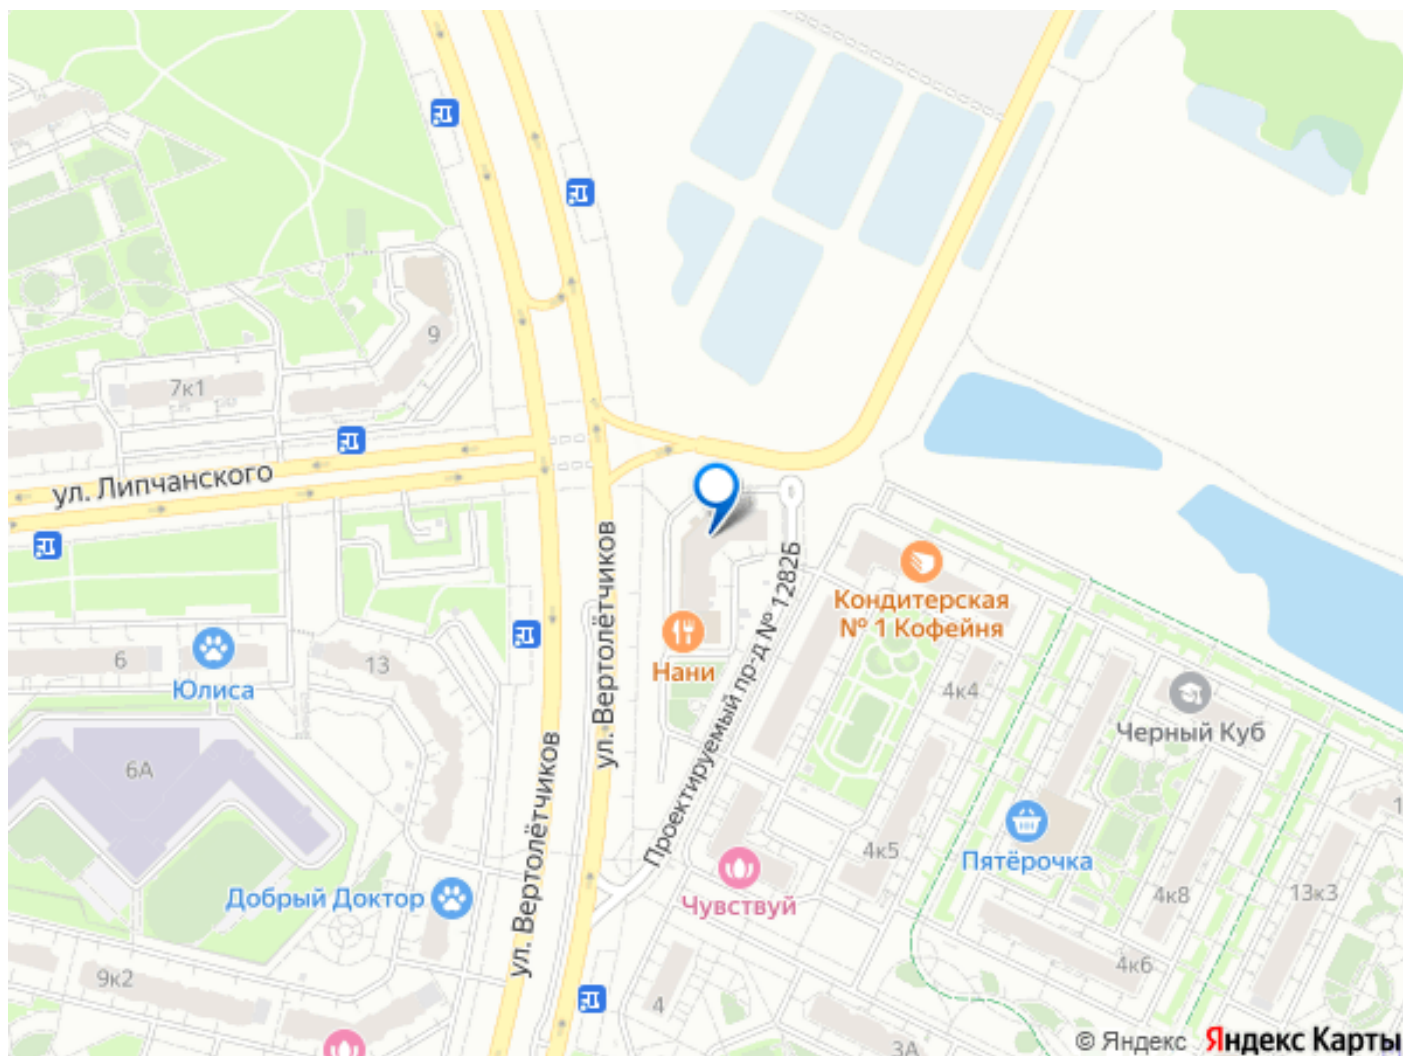 9
7к1
ул. Липчанского
ул. Вертолётчиков
Проектируемый пр-д № 1282Б
Кондитерская
№ 1 Кофейня
6
Юлиса
13
Нани
4к4
Черный Куб
6А
ул. Вертолётчиков
Пятёрочка
4к5
Чувствуй
Добрый Доктор
4к8
13к3
1
9к2
4к6
4
3А
© Яндекс Яндекс Карты